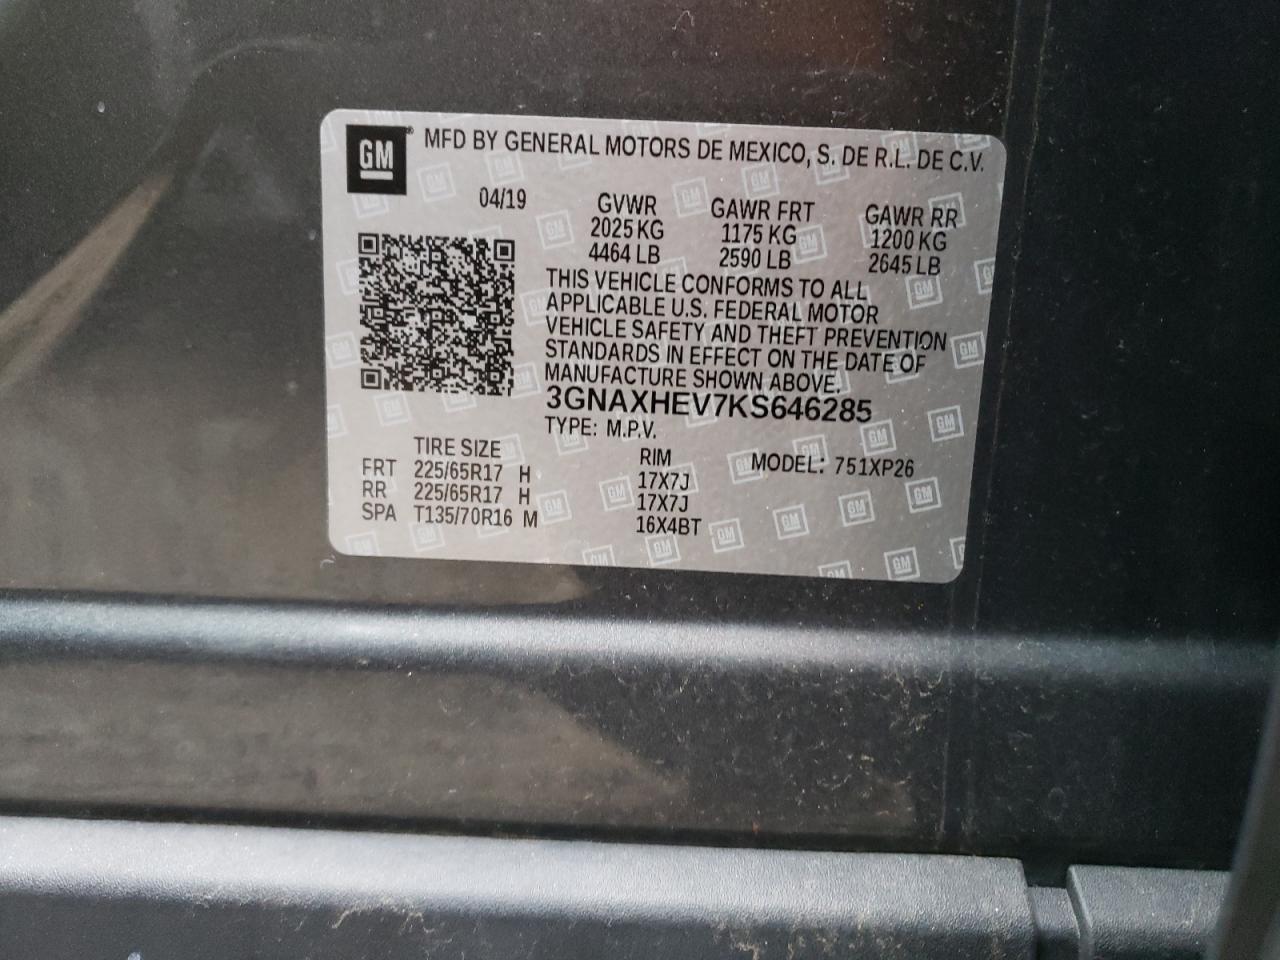 GM® MFD BY GENERAL MOTORS DE MEXICO, S. DE R.L. DE C.V.
04/19 GVWR GAWR FRT GAWR RR
2025 KG 1175 KG 1200 KG
4464 LB 2590 LB 2645 LB
THIS VEHICLE CONFORMS TO ALL
APPLICABLE U.S. FEDERAL MOTOR
VEHICLE SAFETY AND THEFT PREVENTION
STANDARDS IN EFFECT ON THE DATE OF
MANUFACTURE SHOWN ABOVE.
3GNAXHEV7KS646285
TYPE: M.P.V.
TIRE SIZE RIM MODEL: 751XP26
FRT 225/65R17 H 17X7J
RR 225/65R17 H 17X7J
SPA T135/70R16 M 16X4BT